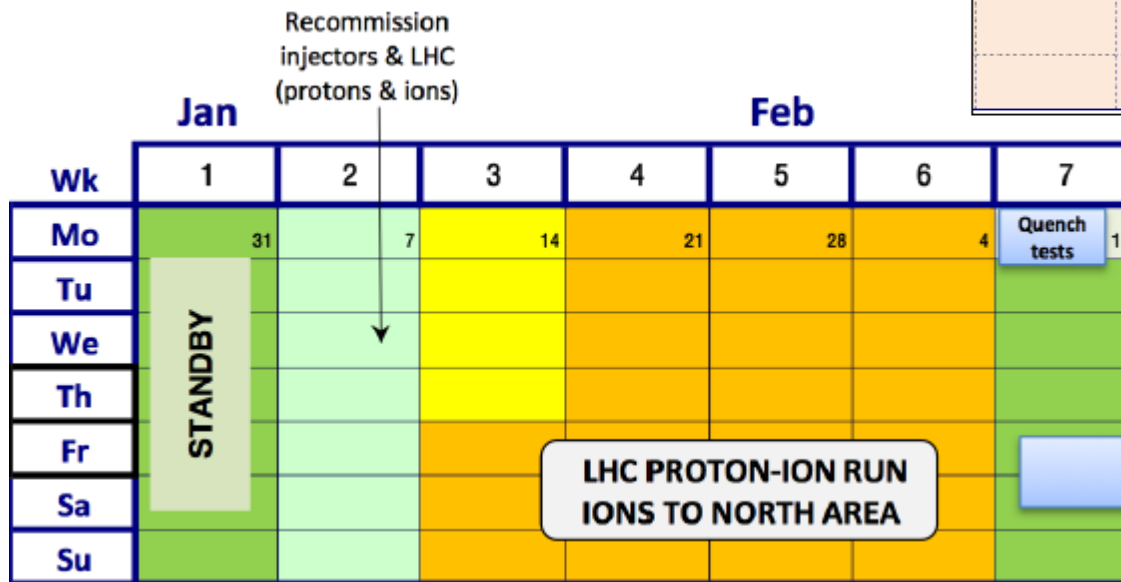 Recommission
injectors & LHC
(protons & ions)
Jan
Feb
Wk 1 2 3 4 5 6 7
Mo 31 7 14 21 28 4 Quench
tests
Tu
We
Th
Fr
Sa
Su
STANDBY
LHC PROTON-ION RUN
IONS TO NORTH AREA